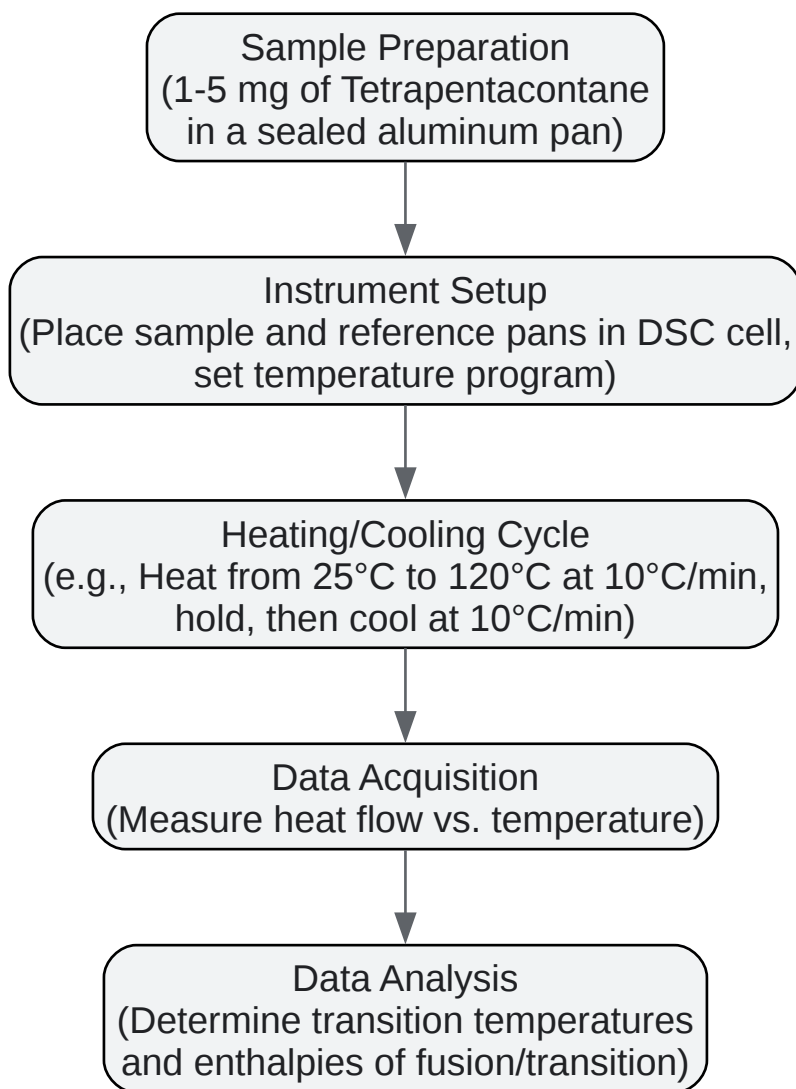 Sample Preparation
(1-5 mg of Tetrapentacontane
in a sealed aluminum pan)
Instrument Setup
(Place sample and reference pans in DSC cell,
set temperature program)
Heating/Cooling Cycle
(e.g., Heat from 25°C to 120°C at 10°C/min,
hold, then cool at 10°C/min)
Data Acquisition
(Measure heat flow vs. temperature)
Data Analysis
(Determine transition temperatures
and enthalpies of fusion/transition)